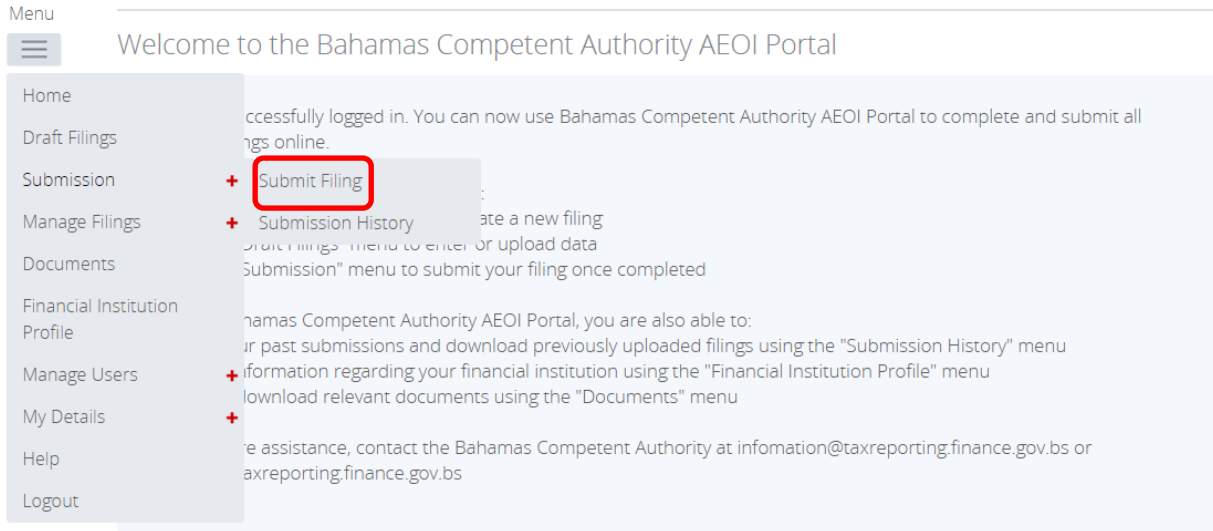 Menu
Welcome to the Bahamas Competent Authority AEOI Portal
Home
Draft Filings
Submission +
Submit Filing
Submission History
Manage Filings +
Documents
Financial Institution
Profile
Manage Users +
My Details +
Help
Logout
ccessfully logged in. You can now use Bahamas Competent Authority AEOI Portal to complete and submit all
ngs online.
:
ate a new filing
"Draft Filings" menu to enter or upload data
Submission" menu to submit your filing once completed
hamas Competent Authority AEOI Portal, you are also able to:
ur past submissions and download previously uploaded filings using the "Submission History" menu
nformation regarding your financial institution using the "Financial Institution Profile" menu
download relevant documents using the "Documents" menu
re assistance, contact the Bahamas Competent Authority at infomation@taxreporting.finance.gov.bs or
axreporting.finance.gov.bs